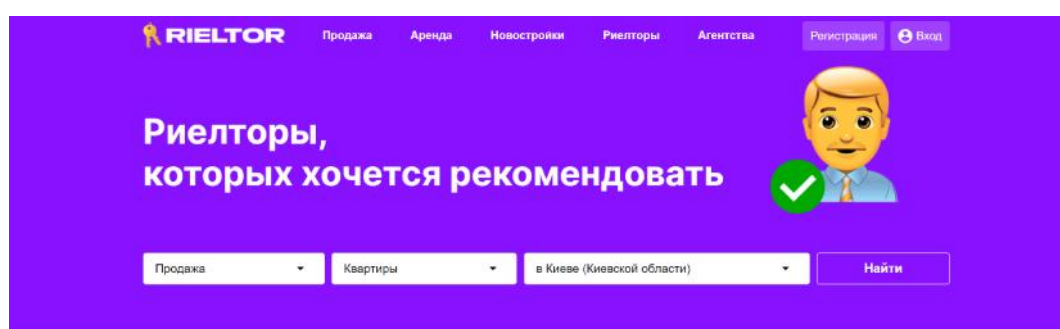 RIELTOR Продажа Аренда Новостройки Риелторы Агентства Регистрация Вход
Риелторы,
которых хочется рекомендовать
Продажа Квартиры в Киеве (Киевской области) Найти